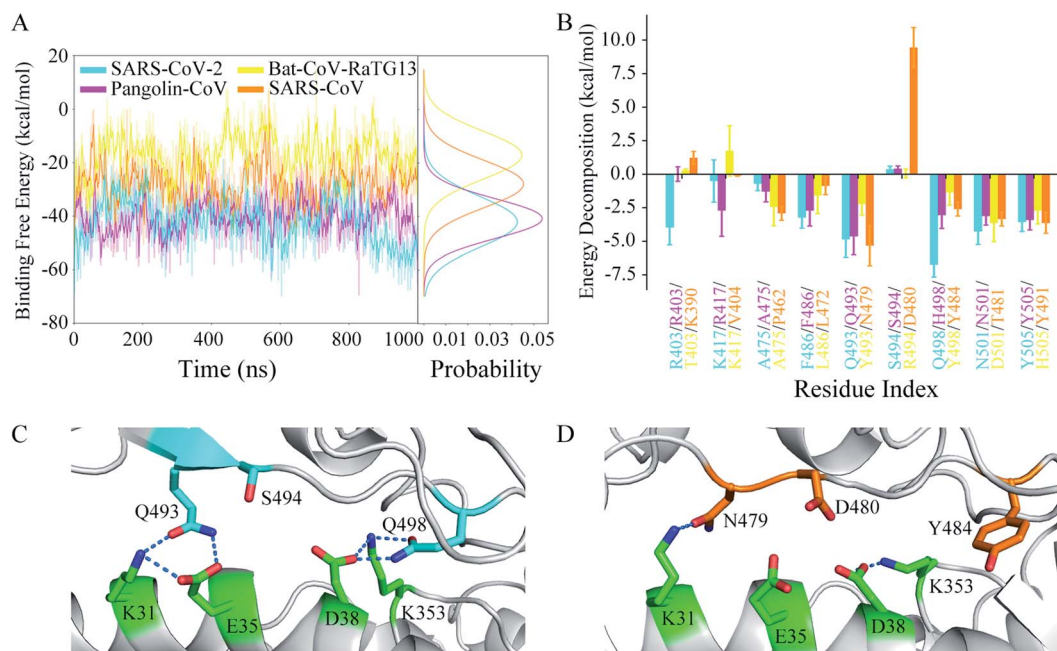 A
Binding Free Energy (kcal/mol)
20
0
-20
-40
-60
-80
SARS-CoV-2
Bat-CoV-RaTG13
Pangolin-CoV
SARS-CoV
0 200 400 600 800 1000
0.01 0.03 0.05
Time (ns)
Probability
B
Energy Decomposition (kcal/mol)
10.0
7.5
5.0
2.5
0
-2.5
-5.0
-7.5
R403/R403/
T403/K390
K417/R417/
K417/V404
A475/A475/
A475/P462
F486/F486/
L486/L472
Q493/Q493/
Y493/N479
S494/S494/
R494/D480
Q498/H498/
Y498/Y484
N501/N501/
D501/T481
Y505/Y505/
H505/Y491
Residue Index
C
Q493
S494
Q498
K31
E35
D38
K353
D
N479
D480
Y484
K31
E35
D38
K353